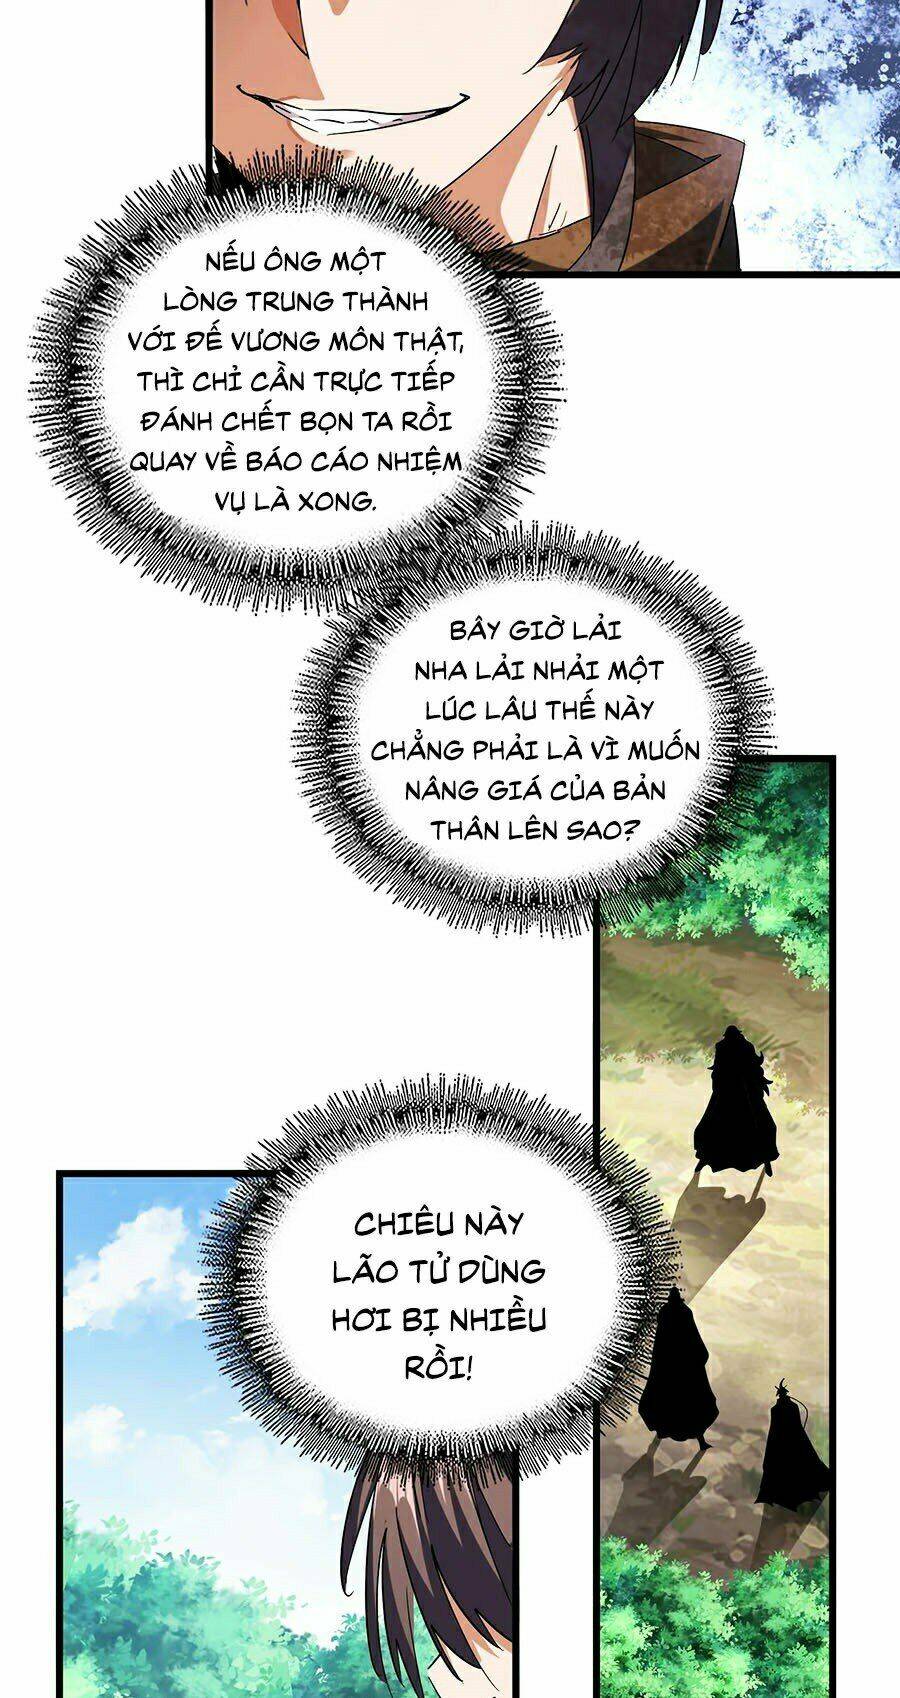 NẾU ÔNG MỘT
LÒNG TRUNG THÀNH
VỚI ĐẾ VƯƠNG MÔN THẬT,
THÌ CHỈ CẦN TRỰC TIẾP
ĐÁNH CHẾT BỌN TA RỒI
QUAY VỀ BÁO CÁO NHIỆM
VỤ LÀ XONG.
BÂY GIỜ LẢI
NHA LẢI NHẢI MỘT
LÚC LÂU THẾ NÀY
CHẲNG PHẢI LÀ VÌ MUỐN
NÂNG GIÁ CỦA BẢN
THÂN LÊN SAO?
CHIÊU NÀY
LÃO TỬ DÙNG
HƠI BỊ NHIỀU
RỒI!